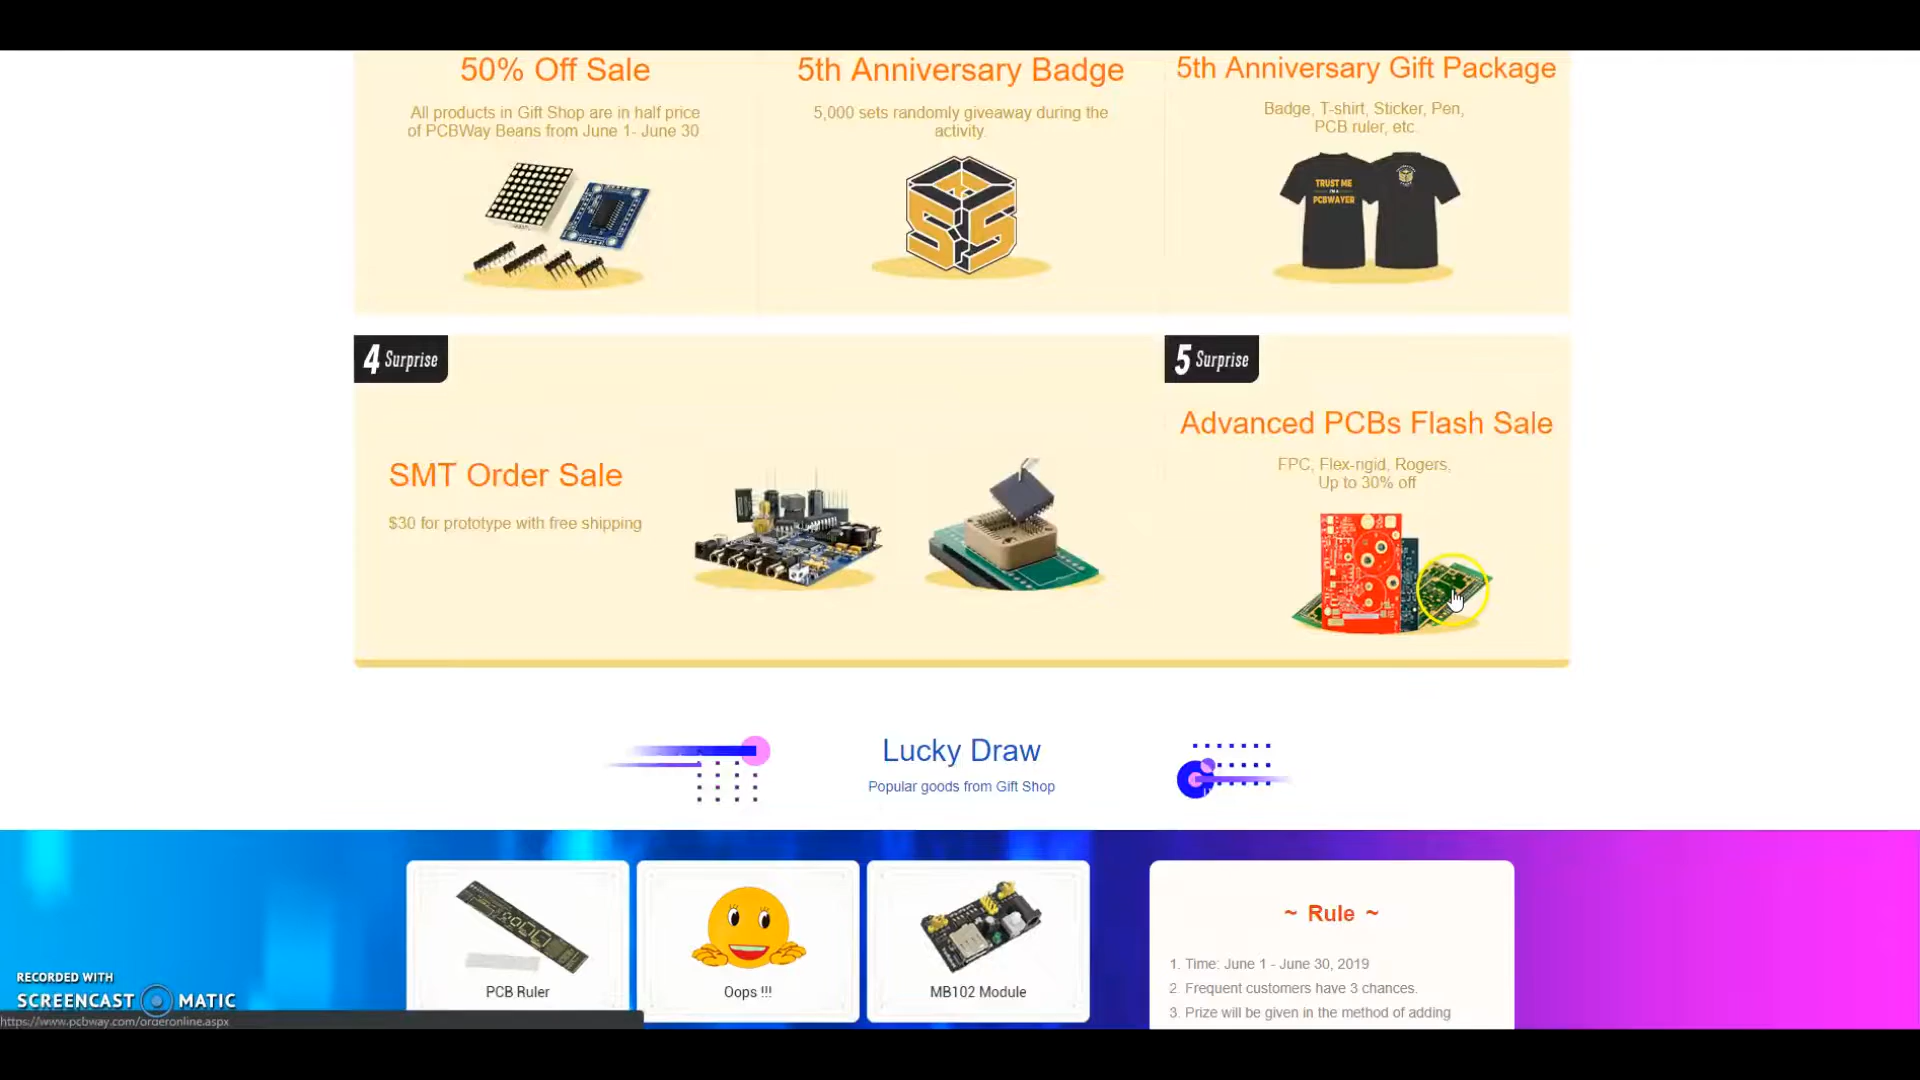 50% Off Sale
All products in Gift Shop are in half price
of PCBWay Beans from June 1- June 30
5th Anniversary Badge
5,000 sets randomly giveaway during the
activity.
5th Anniversary Gift Package
Badge, T-shirt, Sticker, Pen,
PCB ruler, etc.
TRUST ME
I'M A
PCBWAYER
4 Surprise
SMT Order Sale
$30 for prototype with free shipping
5 Surprise
Advanced PCBs Flash Sale
FPC, Flex-rigid, Rogers,
Up to 30% off
Lucky Draw
Popular goods from Gift Shop
PCB Ruler
Oops !!!
MB102 Module
~ Rule ~
1. Time: June 1 - June 30, 2019
2 Frequent customers have 3 chances.
3. Prize will be given in the method of adding
RECORDED WITH
SCREENCAST MATIC
https://www.pcbway.com/orderonline.aspx